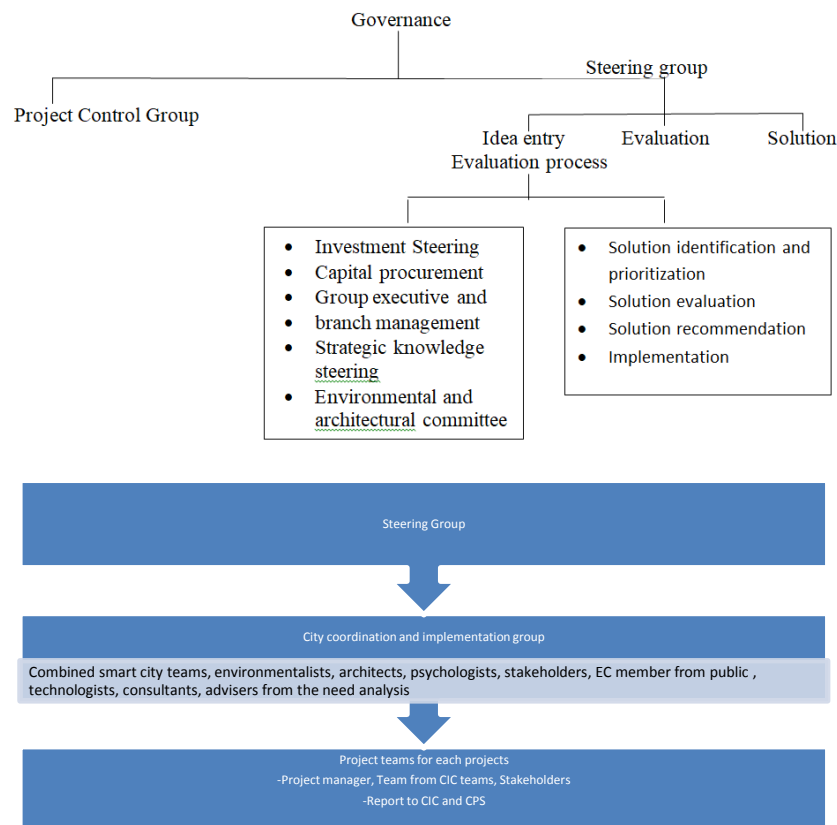 Governance
Steering group
Project Control Group
Idea entry
Evaluation process
Evaluation
Solution
• Investment Steering
• Capital procurement
• Group executive and
• branch management
• Strategic knowledge
steering
• Environmental and
architectural committee
• Solution identification and
prioritization
• Solution evaluation
• Solution recommendation
• Implementation
Steering Group
City coordination and implementation group
Combined smart city teams, environmentalists, architects, psychologists, stakeholders, EC member from public ,
technologists, consultants, advisers from the need analysis
Project teams for each projects
-Project manager, Team from CIC teams, Stakeholders
-Report to CIC and CPS